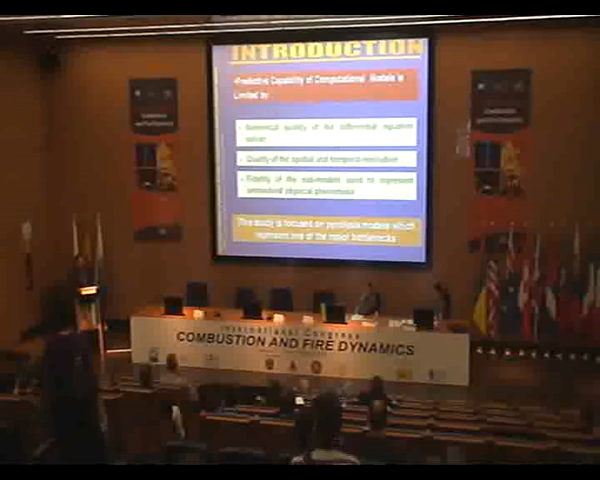 INTRODUCTION
Predictive Capability of Computational Models is
Limited by
Numerical quality of the differential equation
solver
Quality of the spatial and temporal resolution
Fidelity of the sub-models used to represent
unresolved physical phenomena
This study is focused on pyrolysis models which
represent one of the major bottlenecks
International Congress
COMBUSTION AND FIRE DYNAMICS